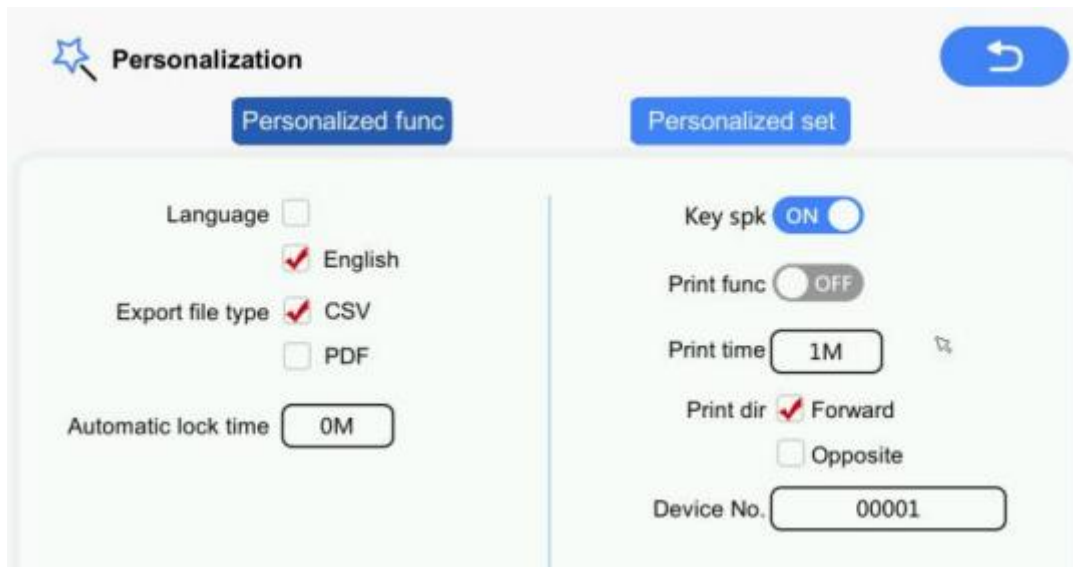 Personalization
Personalized func
Personalized set
Language
English
Export file type
CSV
PDF
Automatic lock time
0M
Key spk
ON
Print func
OFF
Print time
1M
Print dir
Forward
Opposite
Device No.
00001